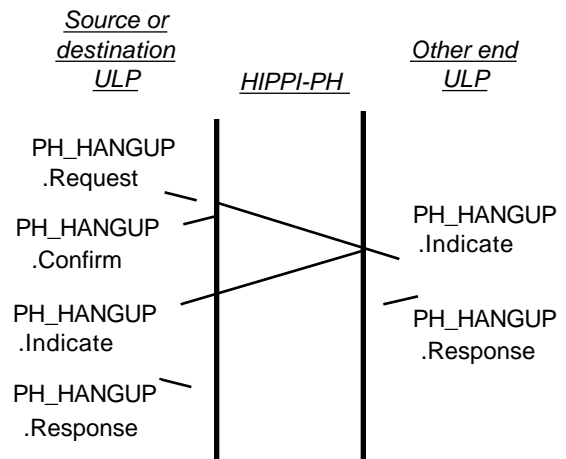 Source or
destination
ULP
HIPPI-PH
Other end
ULP
PH_HANGUP
.Request
PH_HANGUP
.Confirm
PH_HANGUP
.Indicate
PH_HANGUP
.Response
PH_HANGUP
.Indicate
PH_HANGUP
.Response